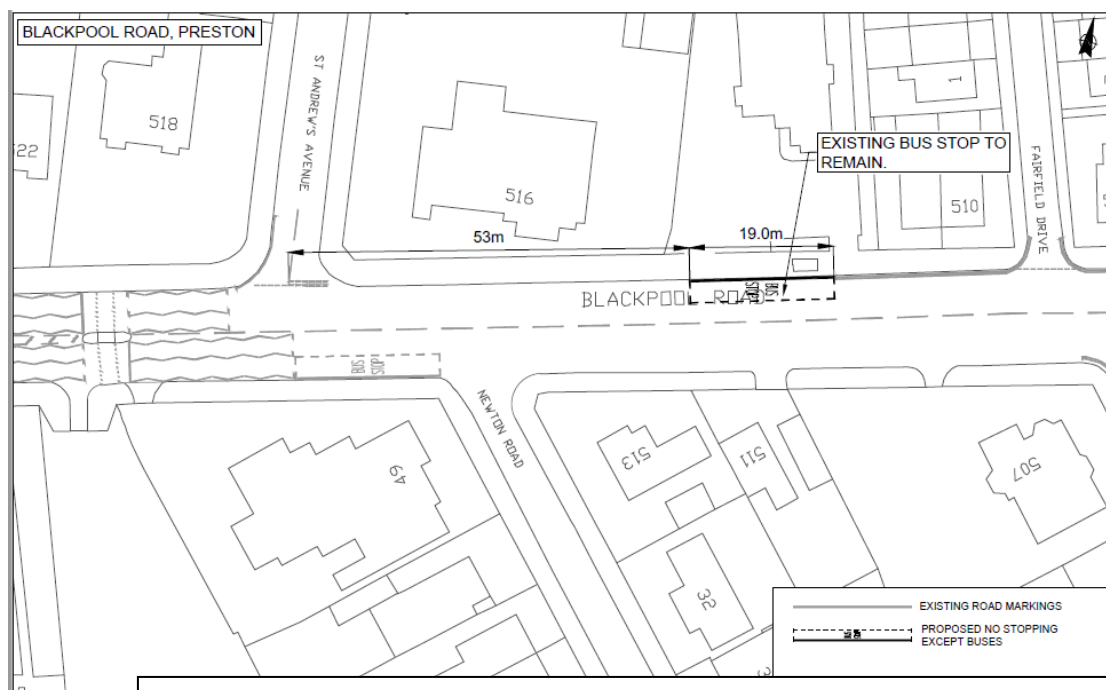 BLACKPOOL ROAD, PRESTON
ST ANDREW'S AVENUE
518
516
1
EXISTING BUS STOP TO
REMAIN.
FAIRFIELD DRIVE
510
53m
19.0m
BUS
STOP
BLACKPOOL ROAD
BUS
STOP
NEWTON ROAD
49
513
511
507
32
EXISTING ROAD MARKINGS
PROPOSED NO STOPPING
EXCEPT BUSES